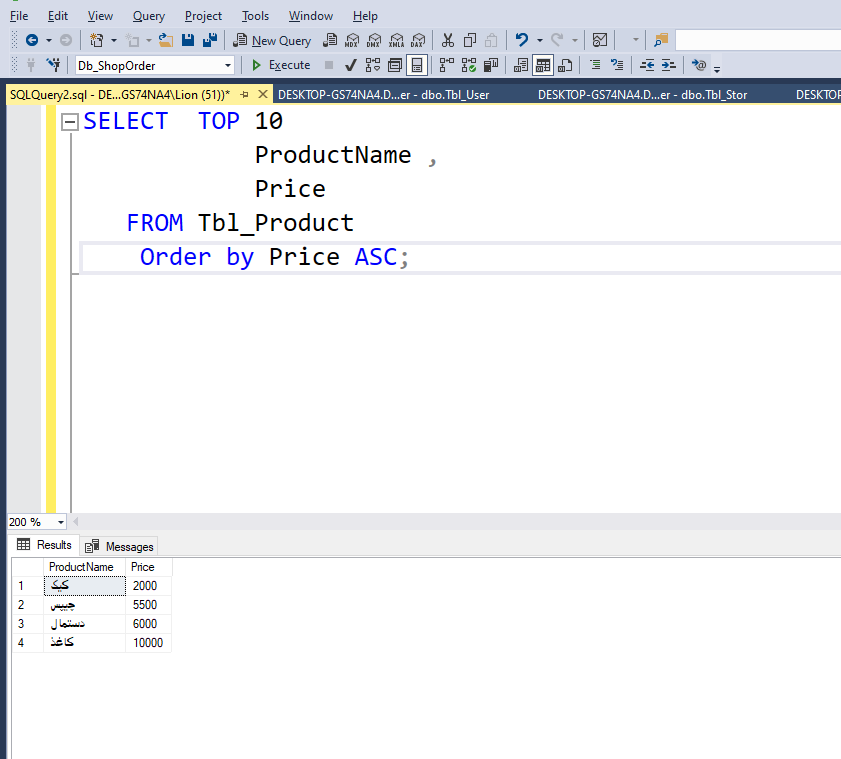 File Edit View Query Project Tools Window Help
New Query MDX DMX XMLA DAX
Db_ShopOrder Execute
SQLQuery2.sql - DE...GS74NA4\Lion (51))* DESKTOP-GS74NA4.D...er - dbo.Tbl_User DESKTOP-GS74NA4.D...er - dbo.Tbl_Stor DESKTOP
SELECT TOP 10
ProductName ,
Price
FROM Tbl_Product
Order by Price ASC;
200 %
Results Messages
ProductName Price
1 کیک 2000
2 چیپس 5500
3 دستمال 6000
4 کاغذ 10000